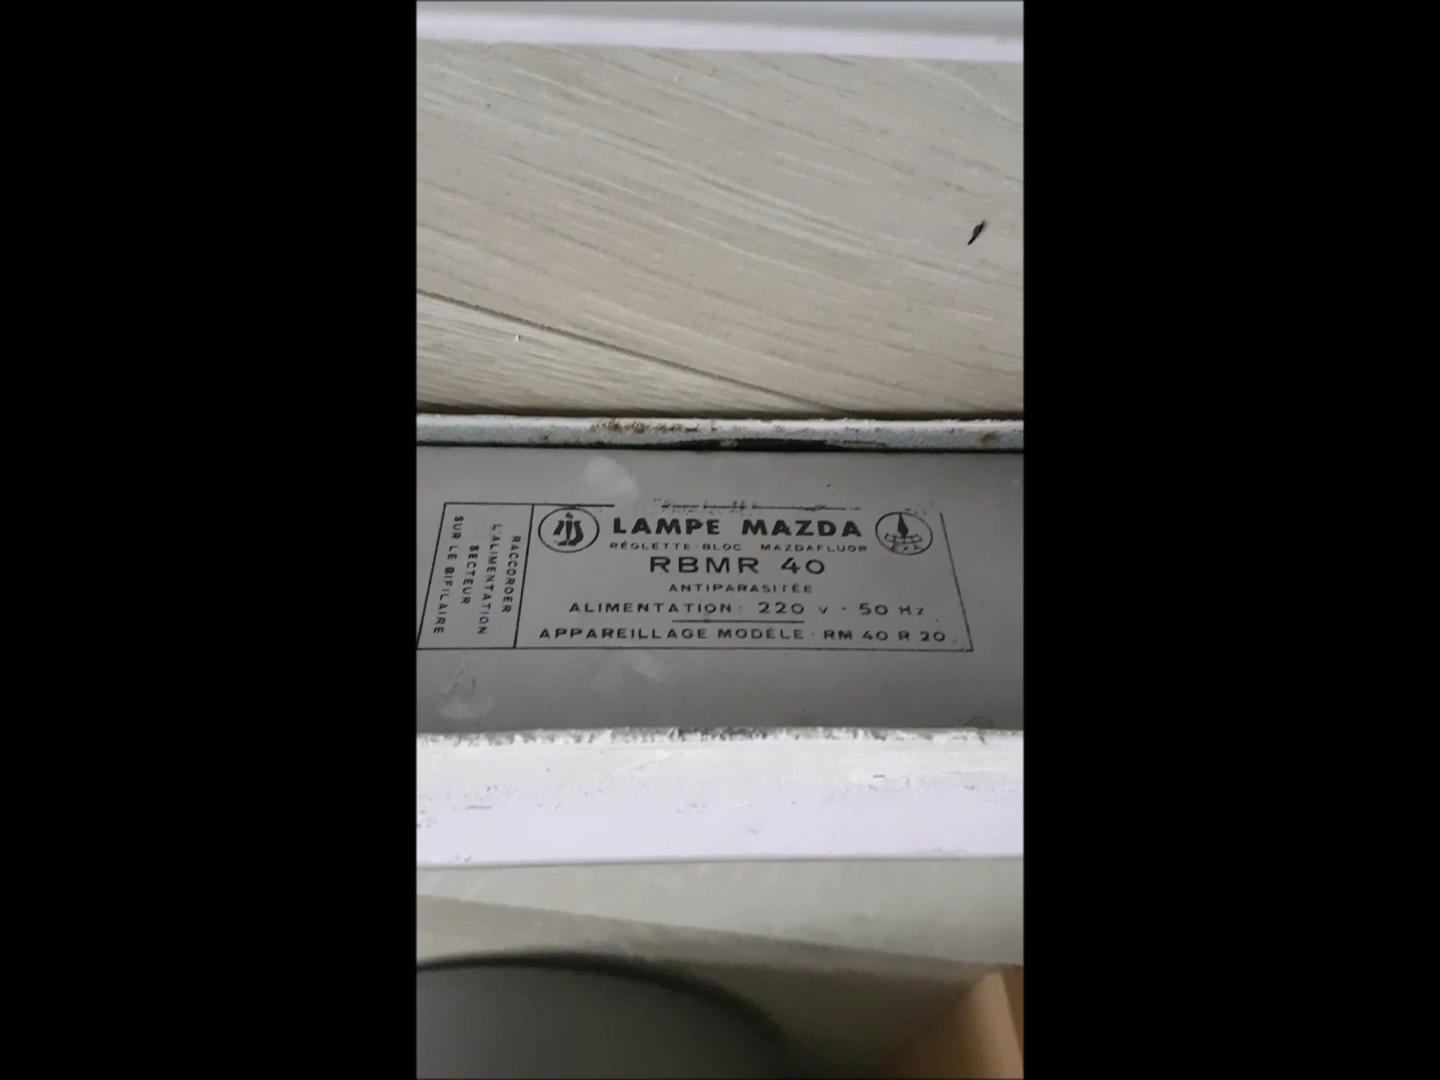 RACCORDER
L'ALIMENTATION
SECTEUR
SUR LE BIFILAIRE
LAMPE MAZDA
RÉGLETTE-BLOC MAZDAFLUOR
RBMR 40
ANTIPARASITÉE
ALIMENTATION: 220 V - 50 HZ
APPAREILLAGE MODÈLE - RM 40 R 20